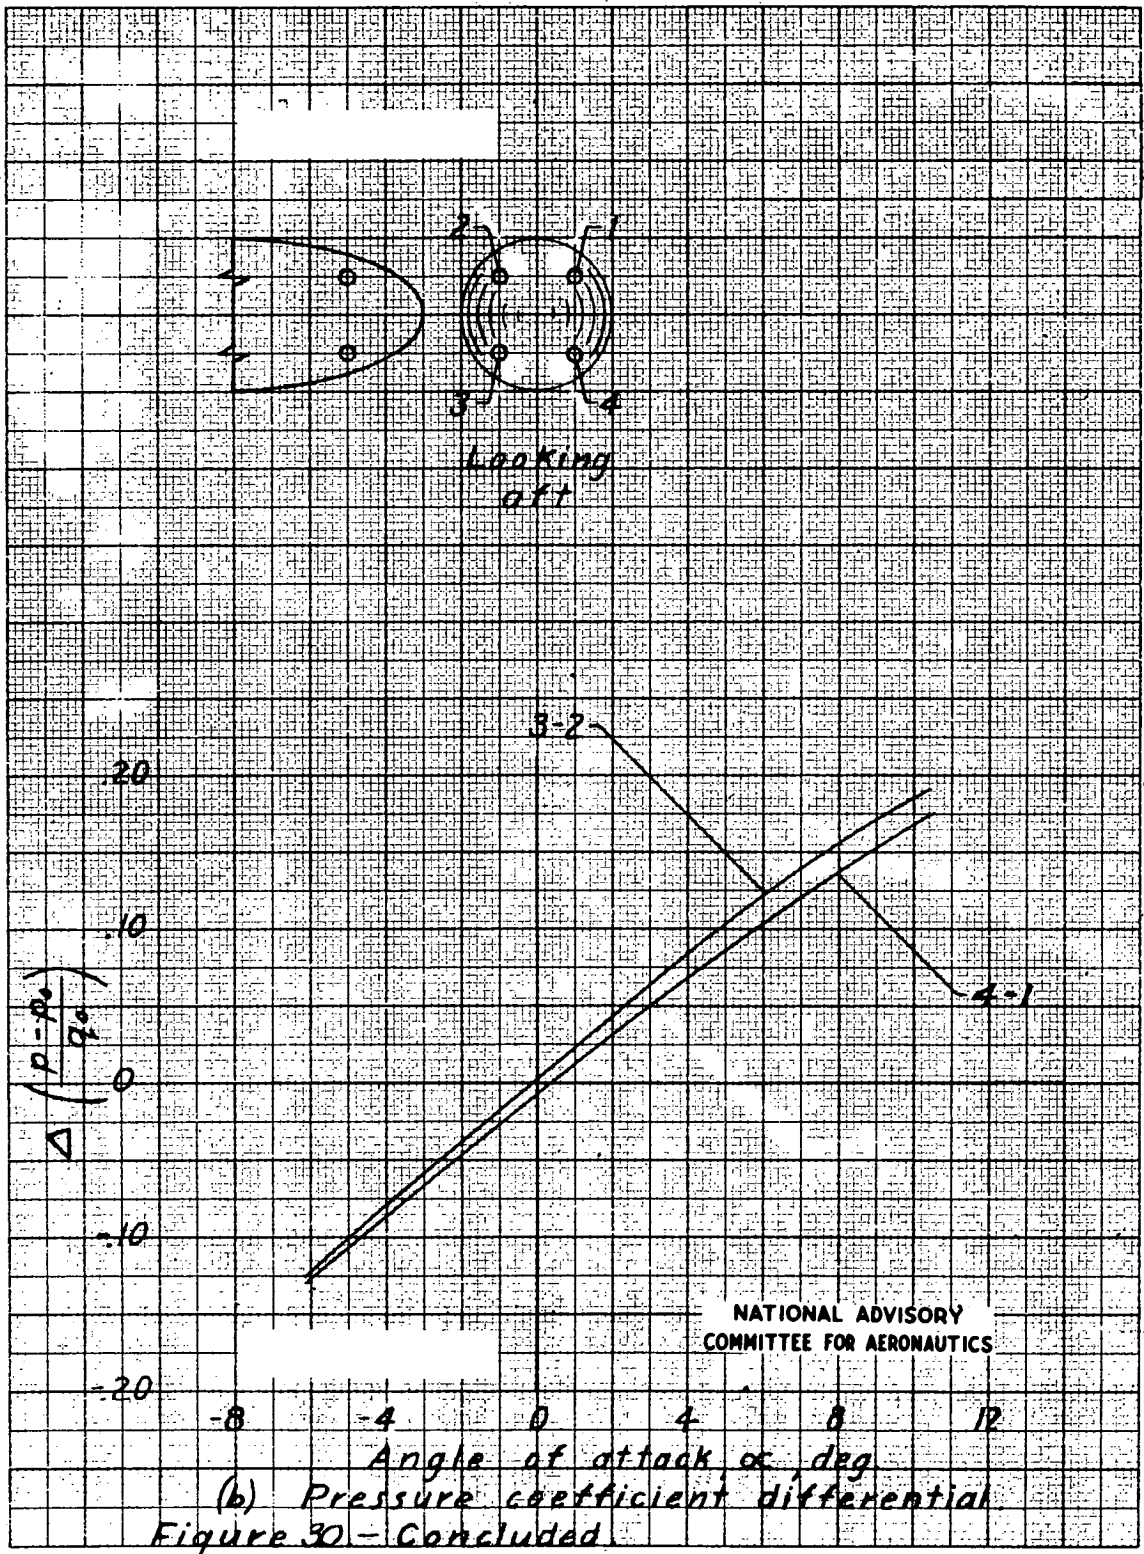 2 1
3 4
Looking
aft
3-2
.20
.10
4-1
Δ (p - p₀ / q₀)
0
-.10
NATIONAL ADVISORY
COMMITTEE FOR AERONAUTICS
-.20
-8 -4 0 4 8 12
Angle of attack, α, deg
(b) Pressure coefficient differential.
Figure 30.- Concluded.